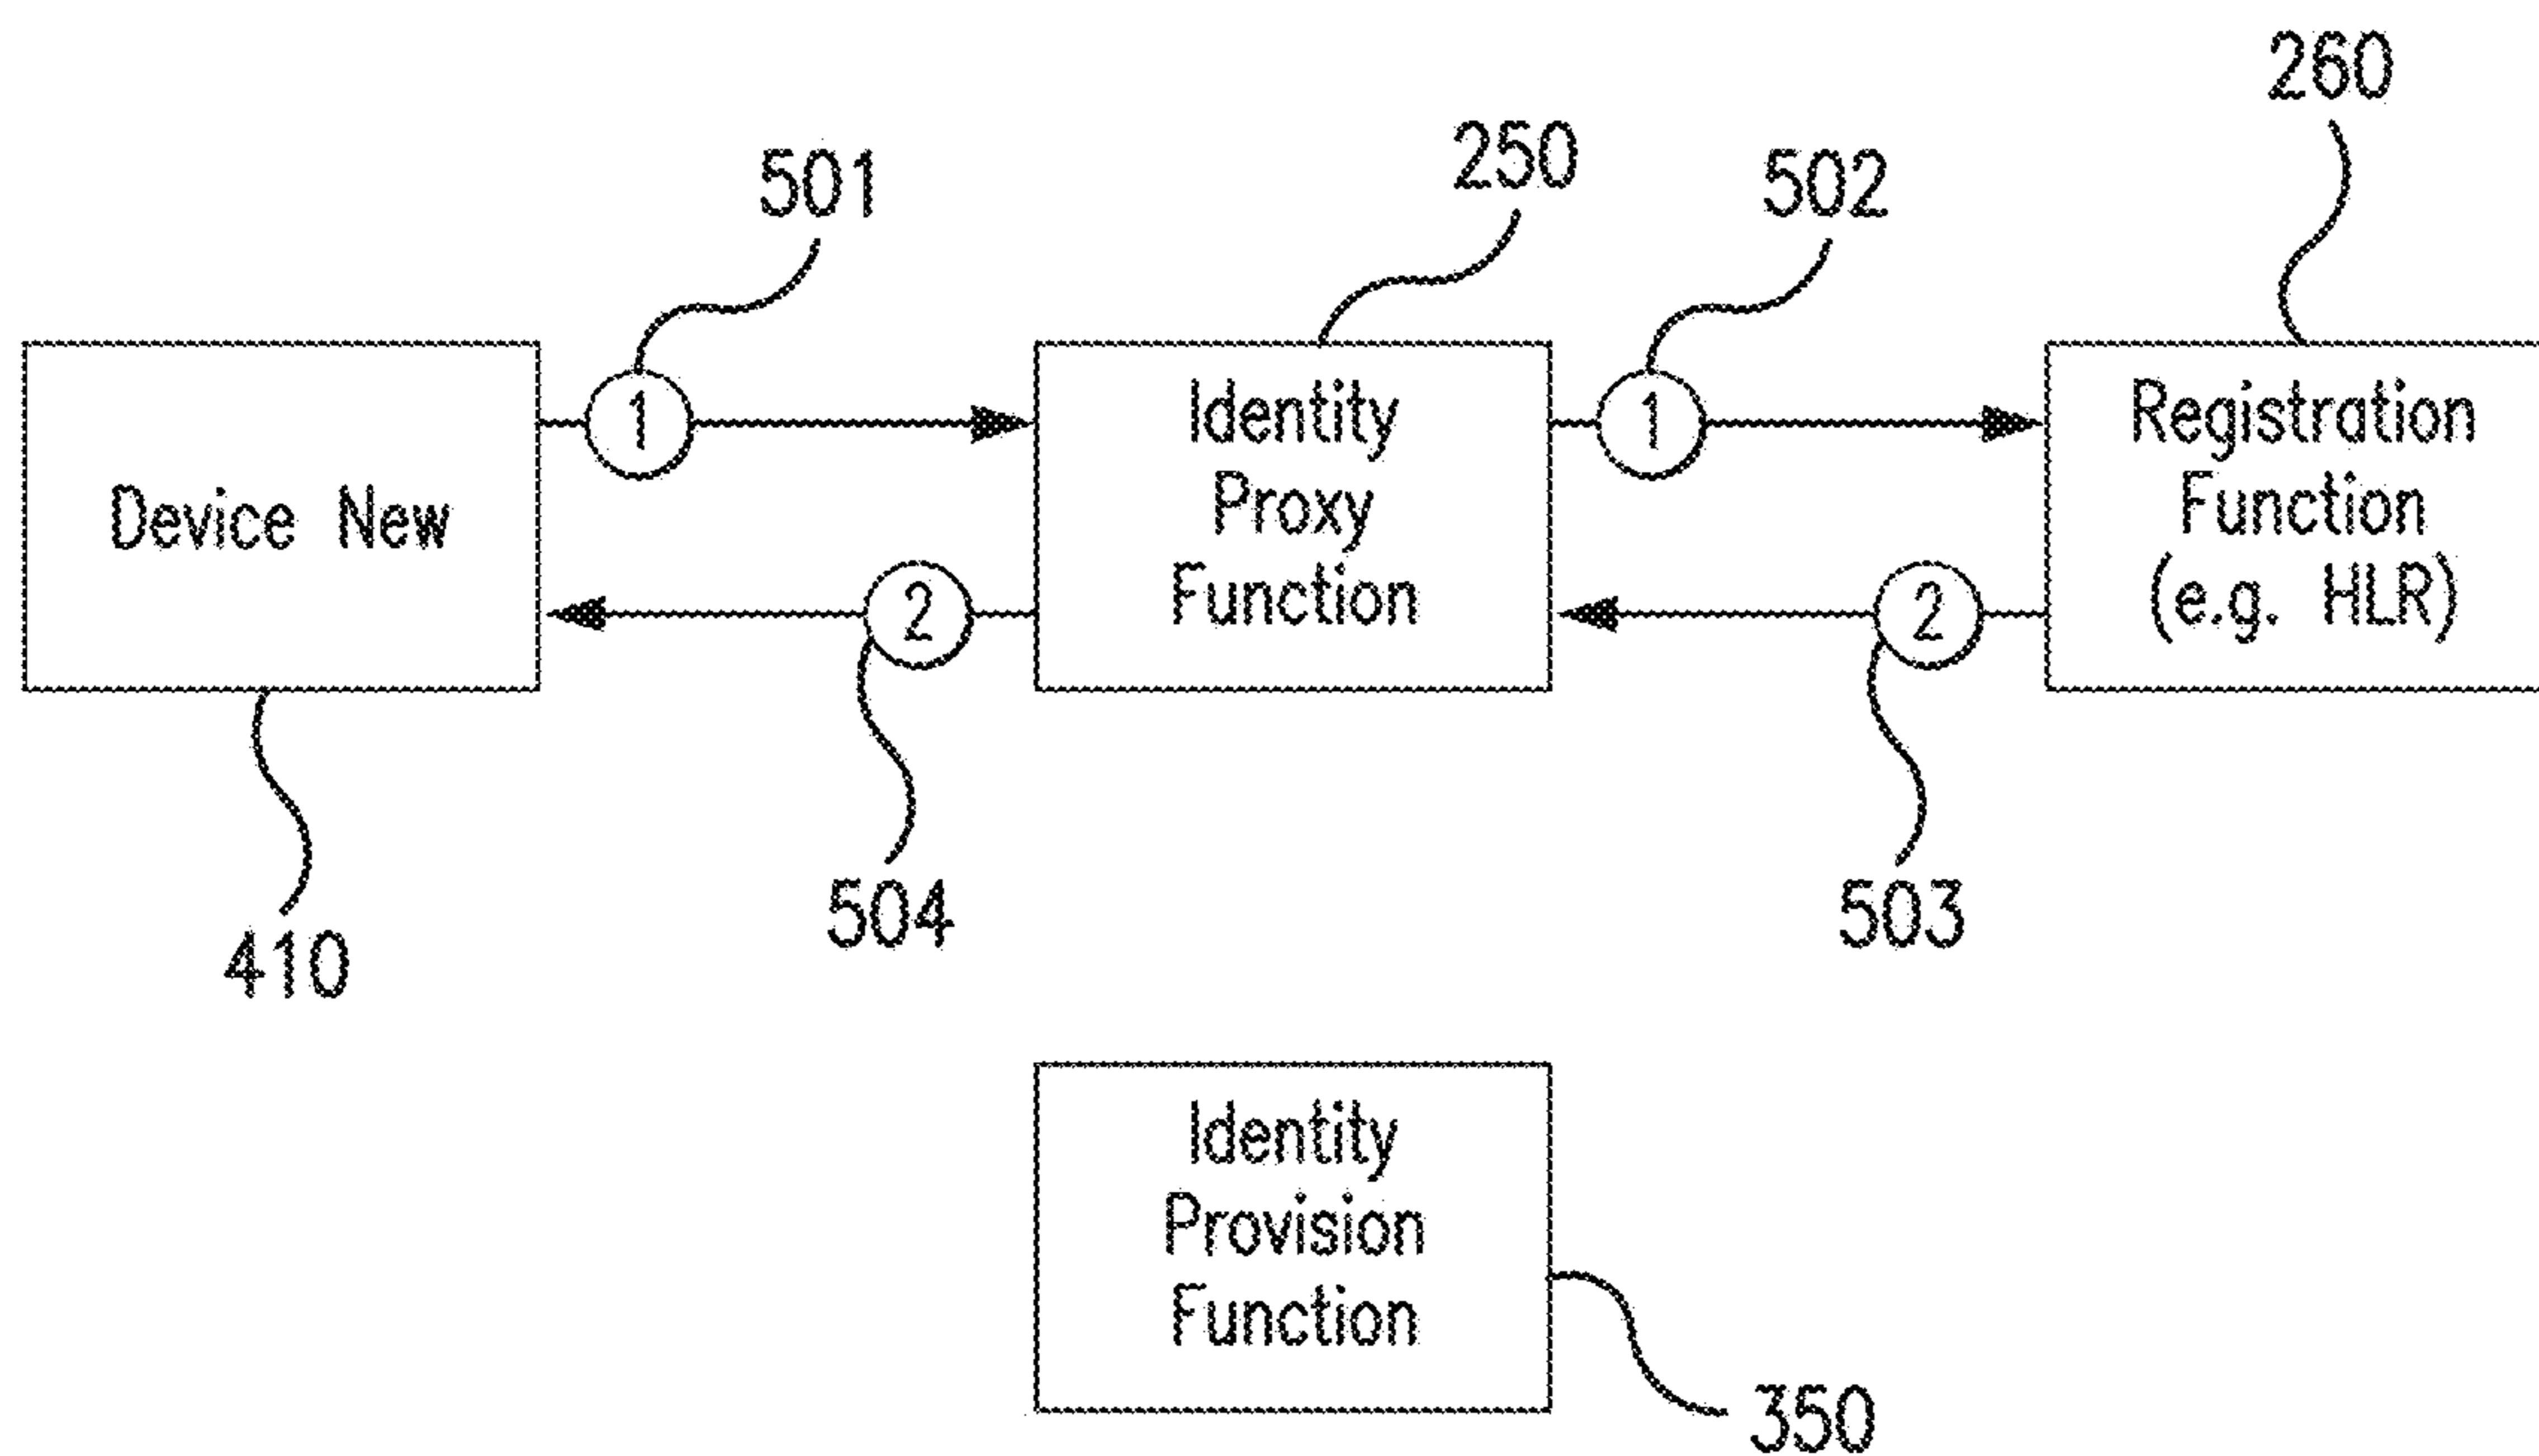 260
250
501
502
1
1
Device New
Identity
Proxy
Function
Registration
Function
(e.g. HLR)
2
2
504
503
410
Identity
Provision
Function
350